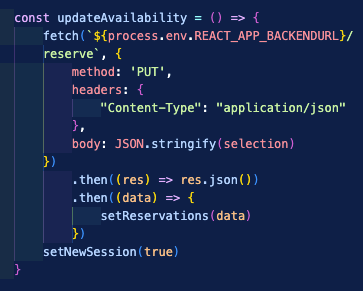 const updateAvailability = () => {
    fetch(`${process.env.REACT_APP_BACKENDURL}/
    reserve`, {
        method: 'PUT',
        headers: {
            "Content-Type": "application/json"
        },
        body: JSON.stringify(selection)
    })
        .then((res) => res.json())
        .then((data) => {
            setReservations(data)
        })
    setNewSession(true)
}